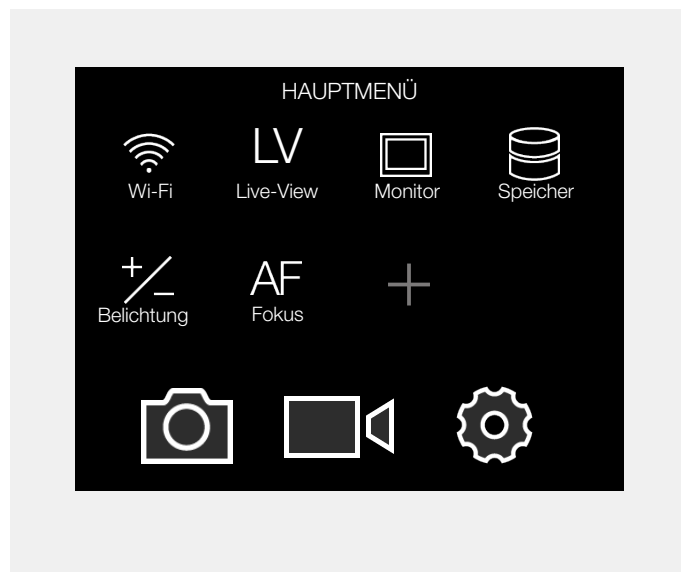 HAUPTMENÜ
LV
Wi-Fi
Live-View
Monitor
Speicher
AF
Belichtung
Fokus